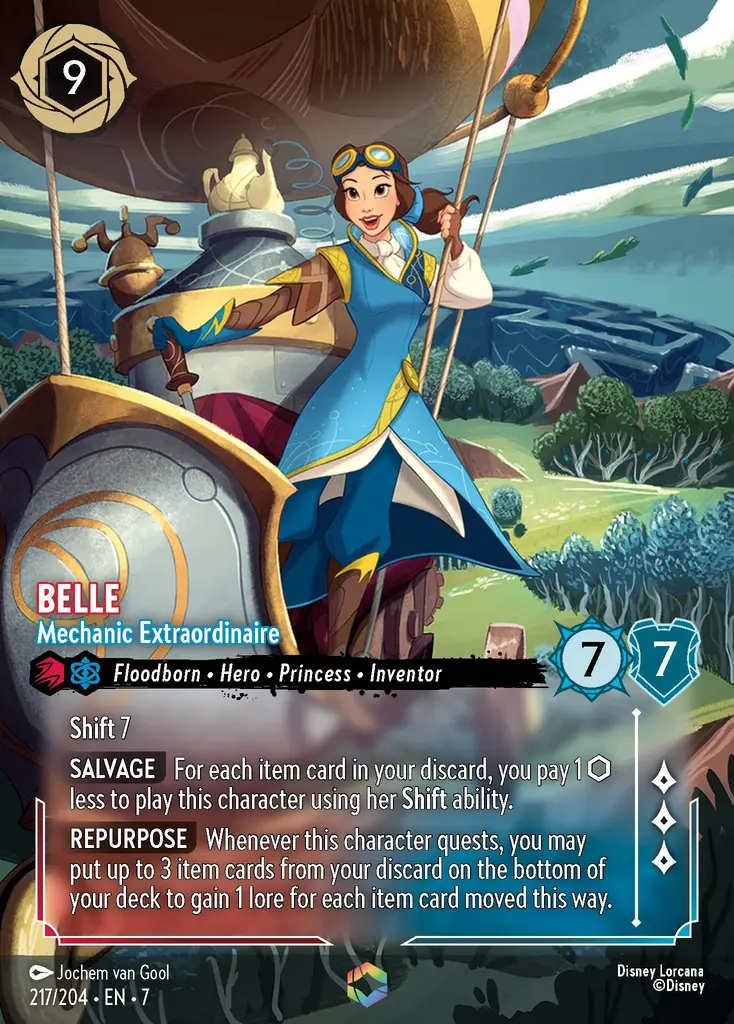 9
BELLE
Mechanic Extraordinaire
Floodborn • Hero • Princess • Inventor
7 7
Shift 7
SALVAGE For each item card in your discard, you pay 1 ⬡
less to play this character using her Shift ability.
REPURPOSE Whenever this character quests, you may
put up to 3 item cards from your discard on the bottom of
your deck to gain 1 lore for each item card moved this way.
Jochem van Gool
217/204 • EN • 7
Disney Lorcana
©Disney